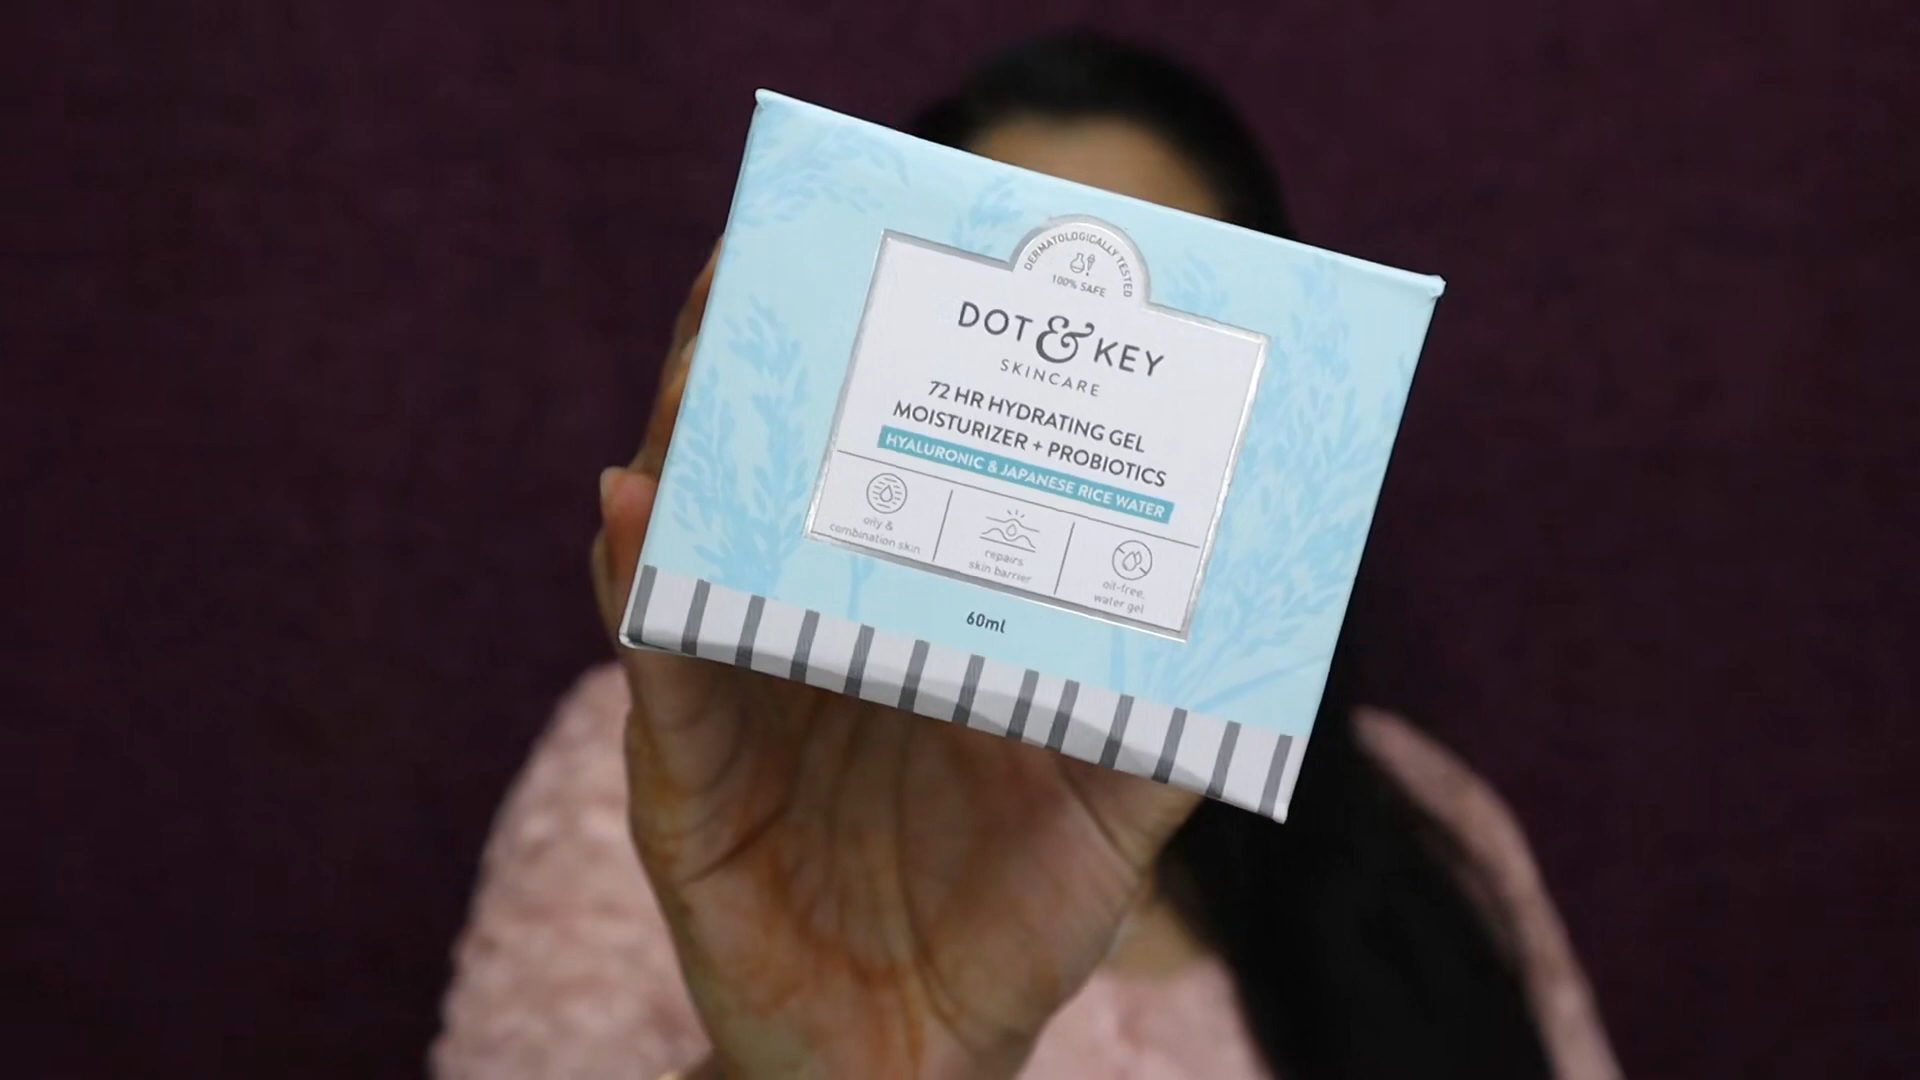 DERMATOLOGICALLY TESTED
100% SAFE
DOT & KEY
SKINCARE
72 HR HYDRATING GEL
MOISTURIZER + PROBIOTICS
HYALURONIC & JAPANESE RICE WATER
oily &
combination skin
repairs
skin barrier
oil-free,
water gel
60ml